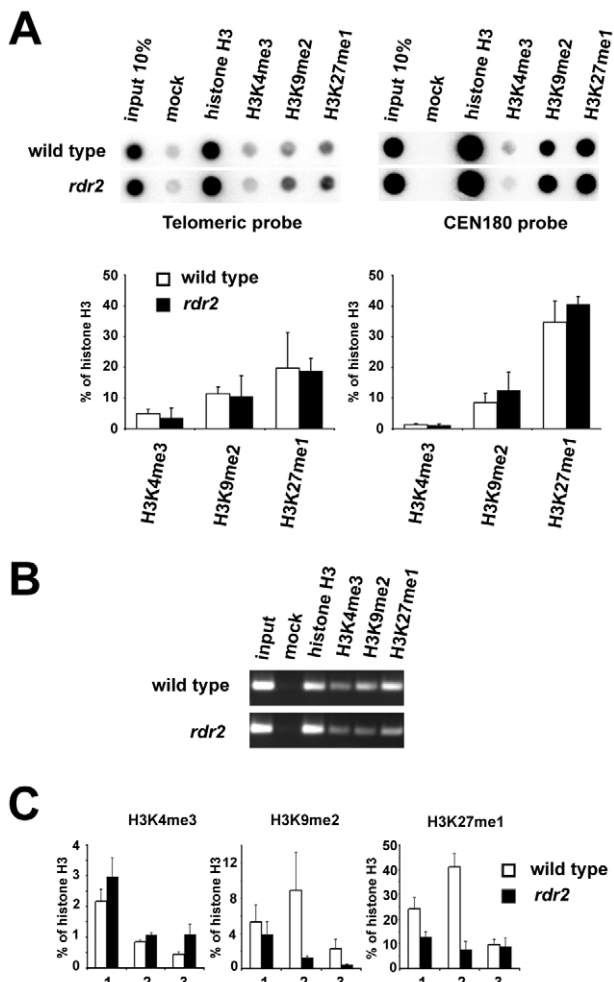 A
input 10% mock histone H3 H3K4me3 H3K9me2 H3K27me1 input 10% mock histone H3 H3K4me3 H3K9me2 H3K27me1
wild type
rdr2
Telomeric probe CEN180 probe
wild type
rdr2
% of histone H3
50
40
30
20
10
0
H3K4me3 H3K9me2 H3K27me1
% of histone H3
50
40
30
20
10
0
H3K4me3 H3K9me2 H3K27me1
B
input mock histone H3 H3K4me3 H3K9me2 H3K27me1
wild type
rdr2
C
H3K4me3 H3K9me2 H3K27me1
% of histone H3
4
3
2
1
0
1 2 3
% of histone H3
12
8
4
0
1 2 3
% of histone H3
50
40
30
20
10
0
1 2 3
wild type
rdr2